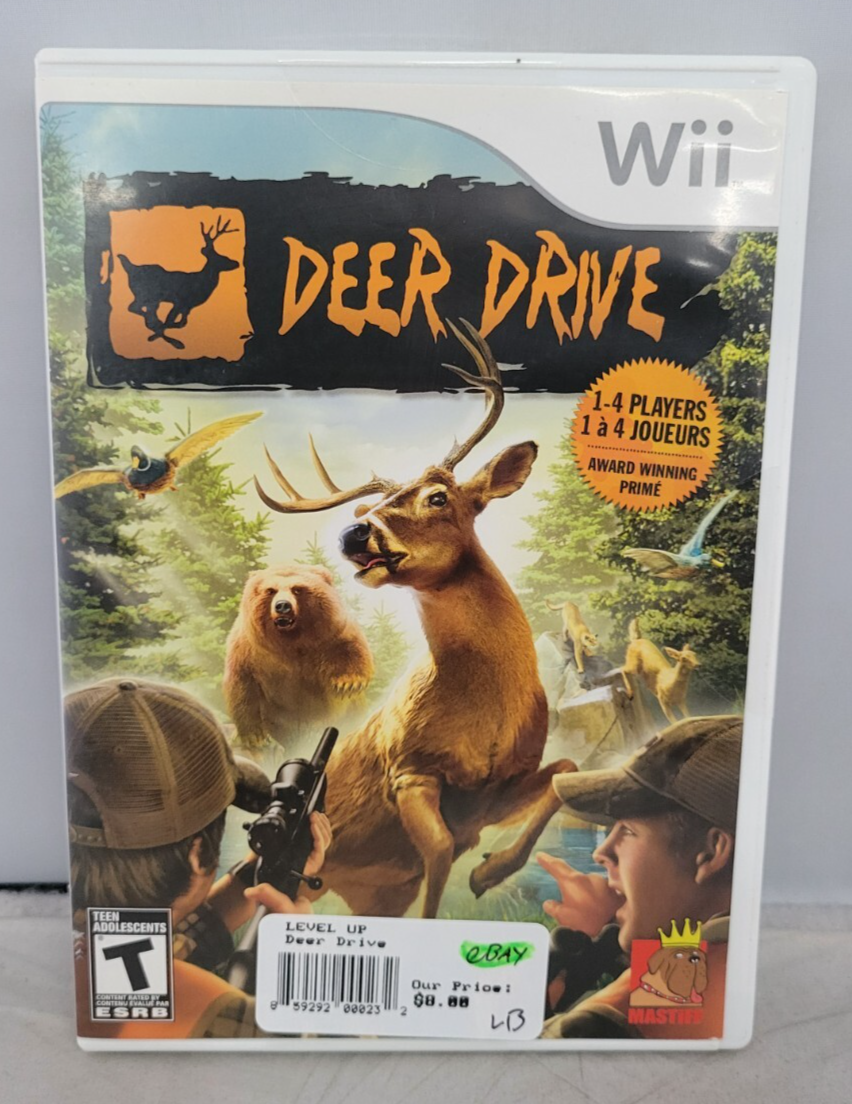 Wii
DEER DRIVE
1-4 PLAYERS
1 à 4 JOUEURS
AWARD WINNING
PRIMÉ
TEEN
ADOLESCENTS
T
CONTENT RATED BY
CONTENU ÉVALUÉ PAR
ESRB
LEVEL UP
Deer Drive
eBAY
Our Price:
$8.00
8 59292 00023 2
LB
MASTIFF